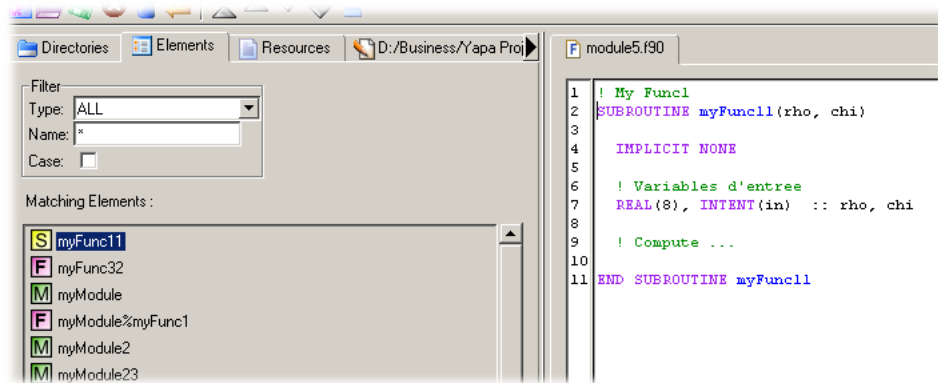 Directories
Elements
Resources
D:/Business/Yapa Proj
Filter
Type: ALL
Name: *
Case:
Matching Elements :
S myFunc11
F myFunc32
M myModule
F myModule%myFunc1
M myModule2
M myModule23
F module5.f90
1 ! My Func1
2 SUBROUTINE myFunc11(rho, chi)
3
4 IMPLICIT NONE
5
6 ! Variables d'entree
7 REAL(8), INTENT(in) :: rho, chi
8
9 ! Compute ...
10
11 END SUBROUTINE myFunc11